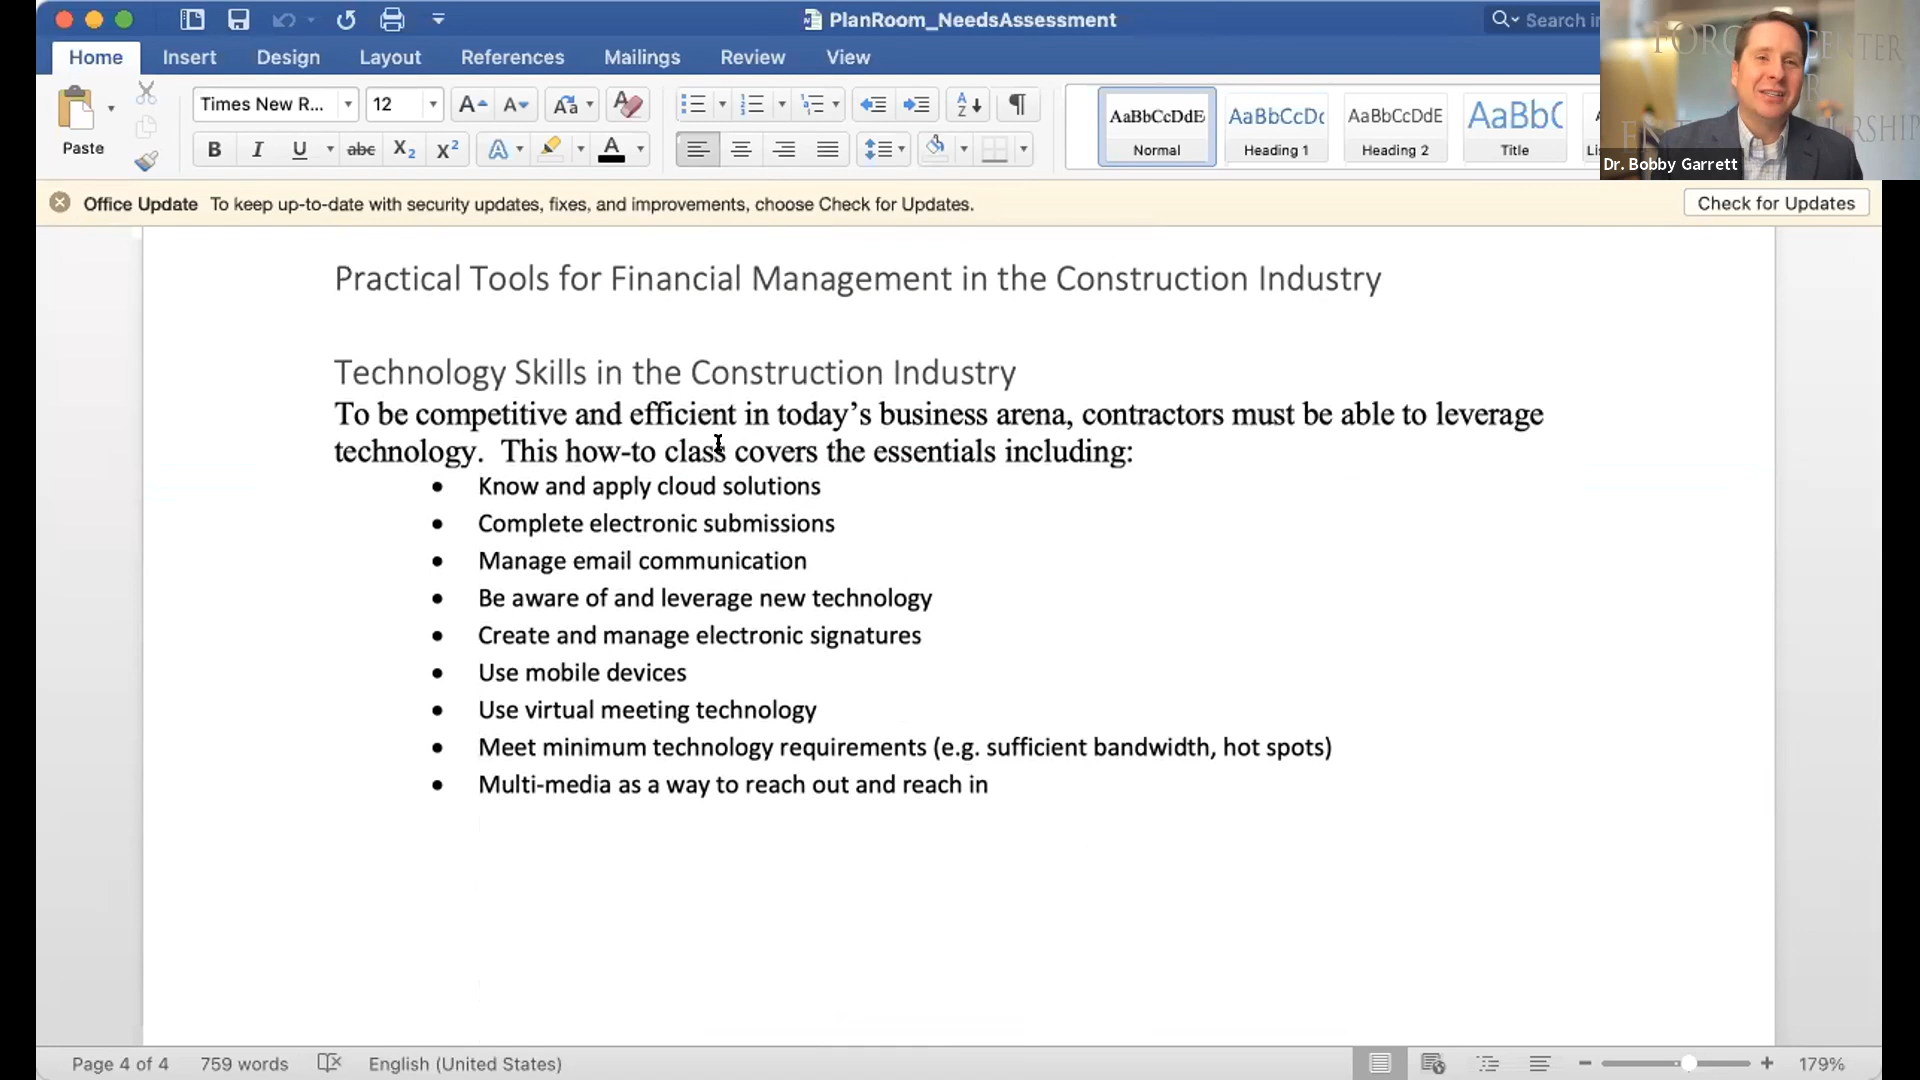 PlanRoom_NeedsAssessment
Search in
Home Insert Design Layout References Mailings Review View
Paste
Times New R... 12
B I U abc X₂ X²
AaBbCcDdE
Normal
AaBbCcDc
Heading 1
AaBbCcDdE
Heading 2
AaBbC
Title
Dr. Bobby Garrett
Office Update To keep up-to-date with security updates, fixes, and improvements, choose Check for Updates.
Check for Updates
Practical Tools for Financial Management in the Construction Industry
Technology Skills in the Construction Industry
To be competitive and efficient in today’s business arena, contractors must be able to leverage
technology. This how-to class covers the essentials including:
• Know and apply cloud solutions
• Complete electronic submissions
• Manage email communication
• Be aware of and leverage new technology
• Create and manage electronic signatures
• Use mobile devices
• Use virtual meeting technology
• Meet minimum technology requirements (e.g. sufficient bandwidth, hot spots)
• Multi-media as a way to reach out and reach in
Page 4 of 4 759 words English (United States) 179%